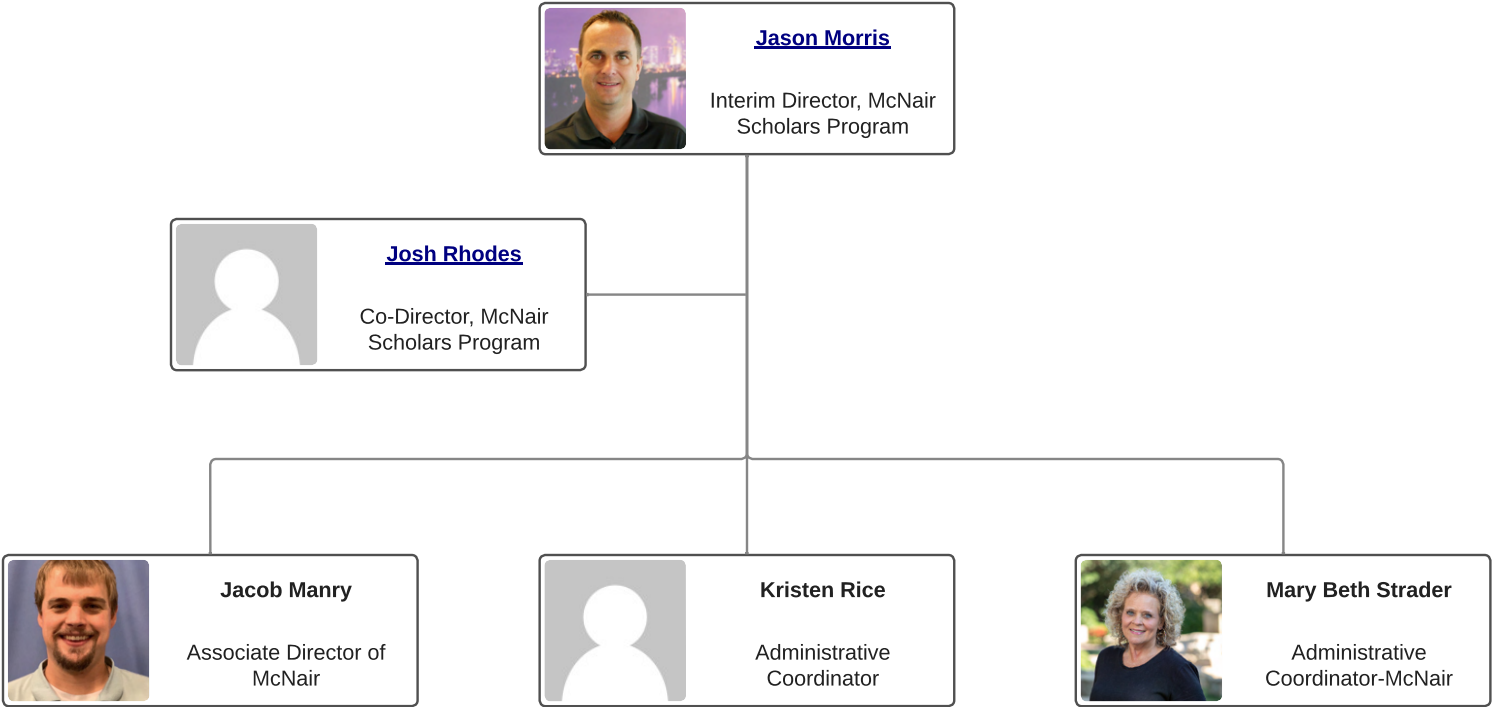 Jason Morris
Interim Director, McNair
Scholars Program
Josh Rhodes
Co-Director, McNair
Scholars Program
Jacob Manry
Associate Director of
McNair
Kristen Rice
Administrative
Coordinator
Mary Beth Strader
Administrative
Coordinator-McNair